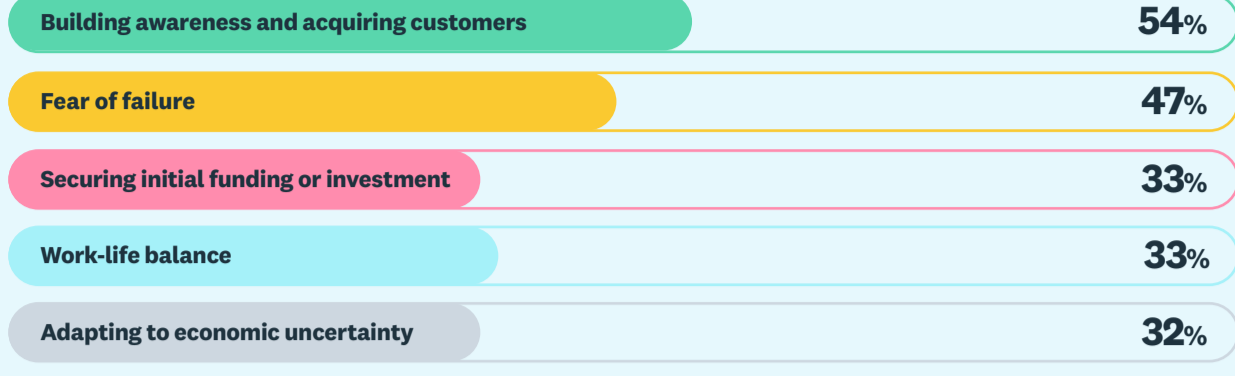 Building awareness and acquiring customers 54%
Fear of failure 47%
Securing initial funding or investment 33%
Work-life balance 33%
Adapting to economic uncertainty 32%